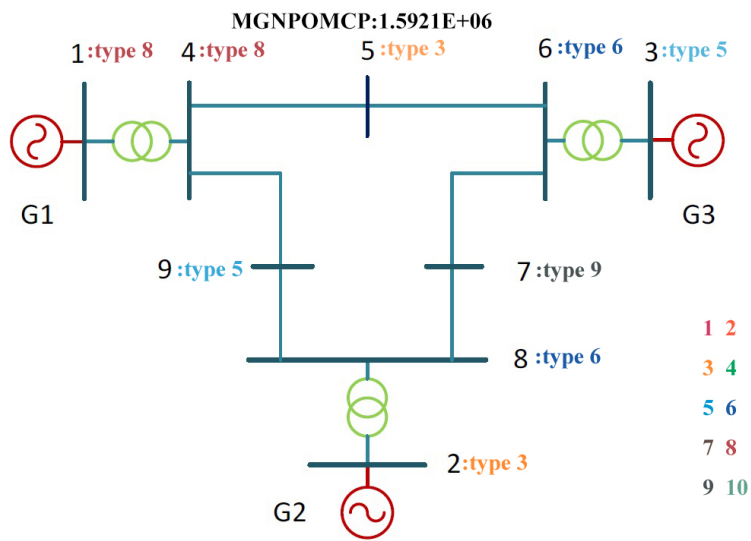 MGNPOMCP:1.5921E+06
1:type 8
4:type 8
5:type 3
6:type 6
3:type 5
G1
G3
9:type 5
7:type 9
8:type 6
2:type 3
G2
1 2
3 4
5 6
7 8
9 10